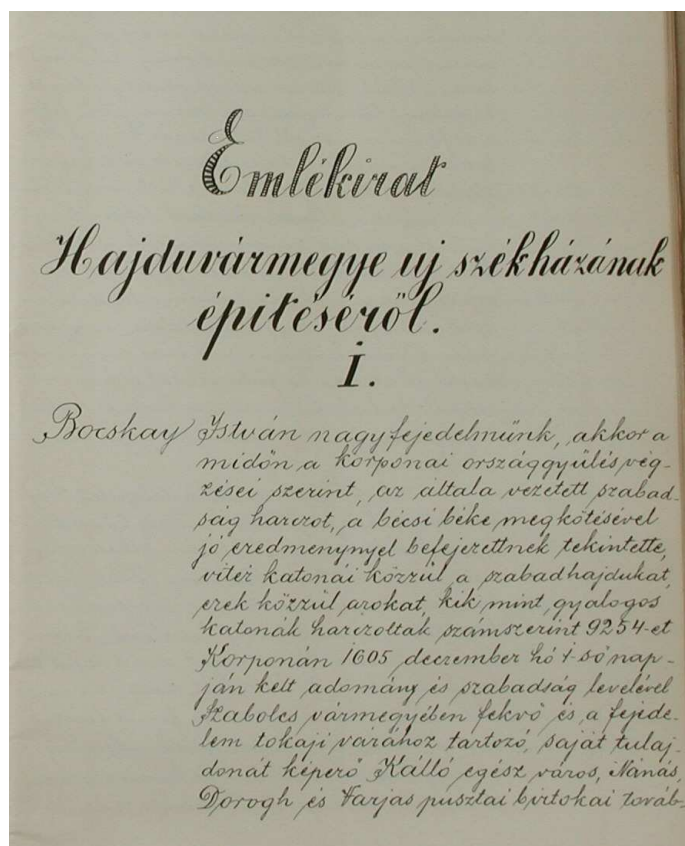 Emlékirat
Hajduvármegye uj székházának
épitéséről.
I.
Bocskay István nagyfejedelmünk, akkor a
midőn a korponai országgyülés vég-
zései szerint, az általa vezetett szabad-
ság harczot, a bécsi béke megkötésével
jó eredménynyel befejezettnek tekintette,
vitéz katonái közzül a szabadhajdukat,
ezek közzül azokat, kik mint gyalogos
katonák harczoltak számszerint 9254-et
Korponán 1605 deczember hó 1-ső nap-
ján kelt adomány és szabadság levelével
Szabolcs vármegyében fekvő és a fejede-
lem tokaji várához tartozó, saját tulaj-
donát képező Kálló egész város, Nánás,
Dorogh és Varjas pusztai birtokai továb-